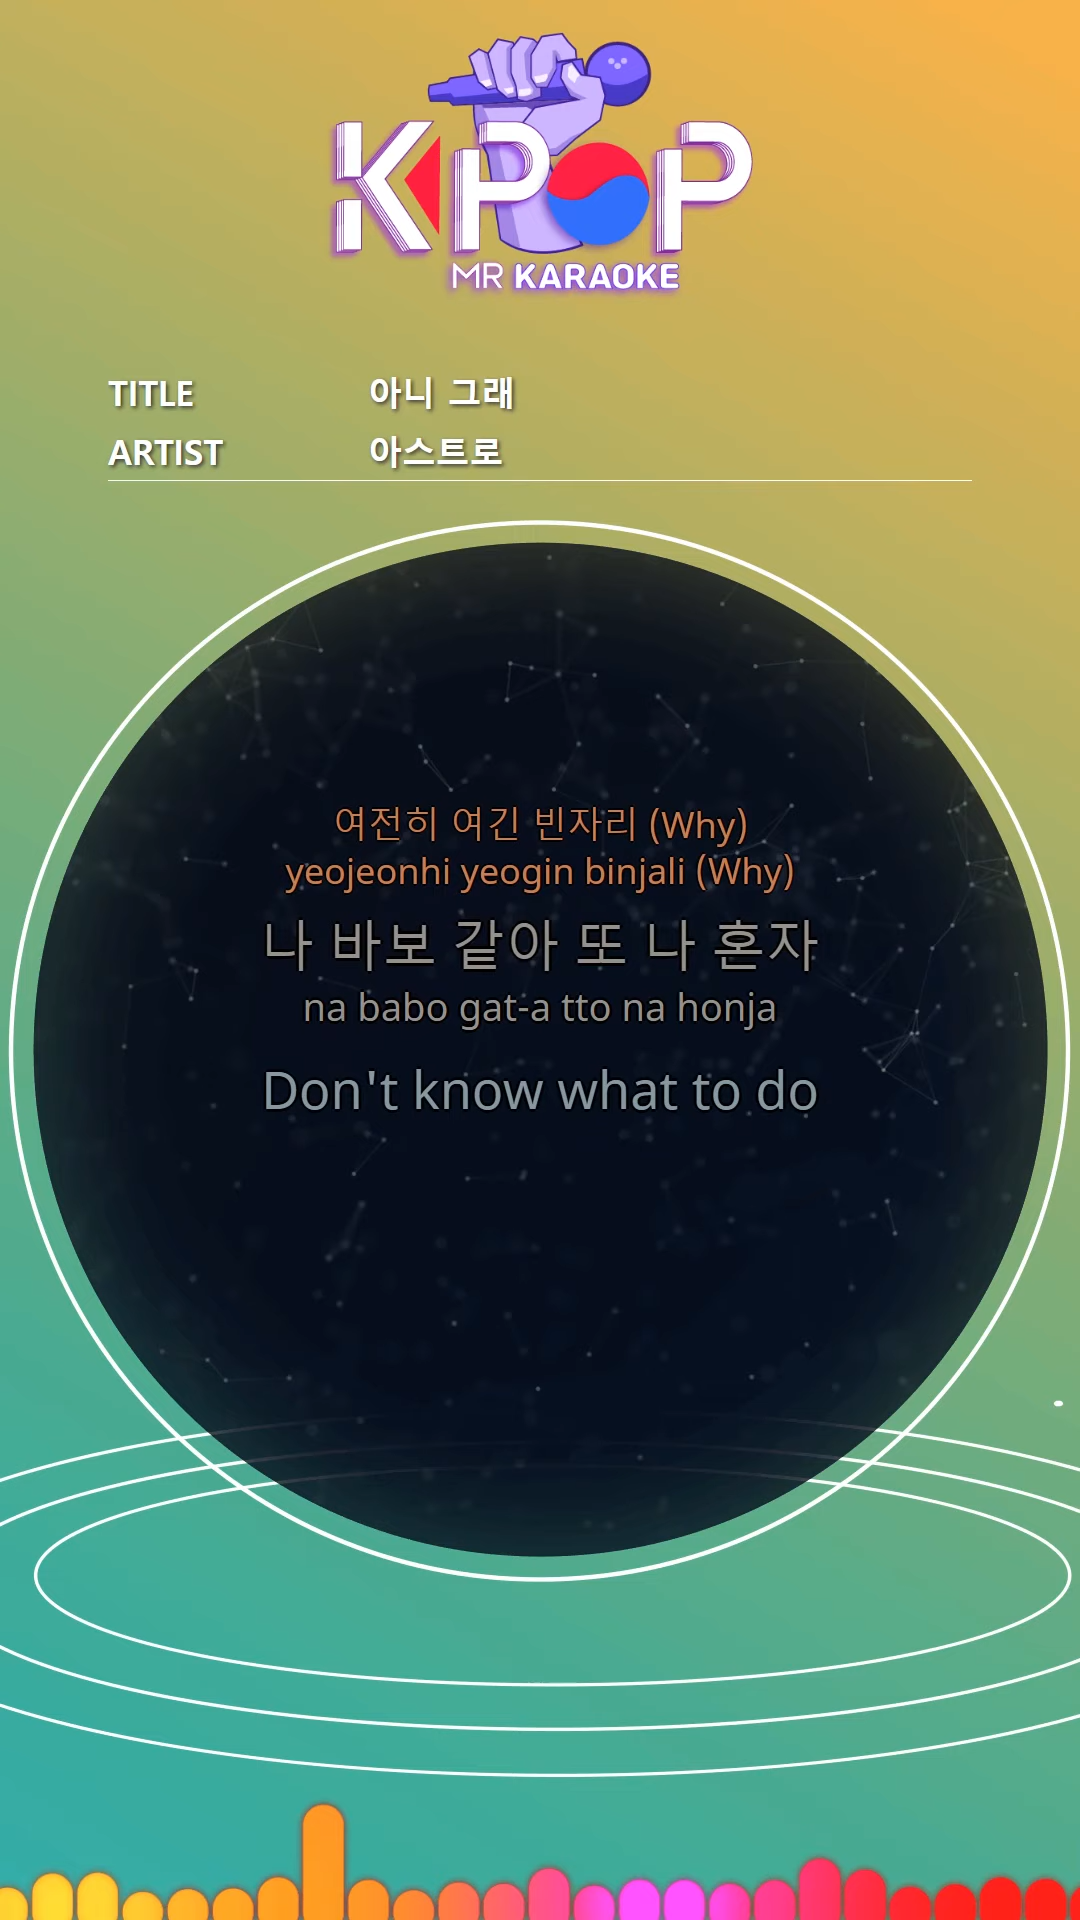 KPOP
MR KARAOKE
TITLE 아니 그래
ARTIST 아스트로
여전히 여긴 빈자리 (Why)
yeojeonhi yeogin binjali (Why)
나 바보 같아 또 나 혼자
na babo gat-a tto na honja
Don't know what to do